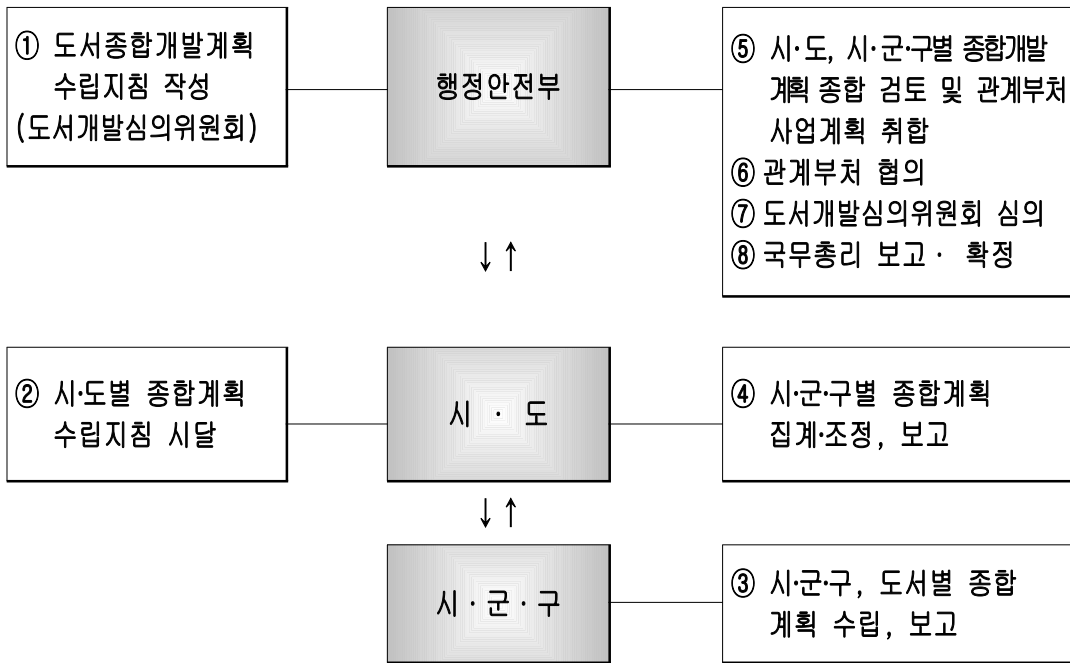 ① 도서종합개발계획
수립지침 작성
(도서개발심의위원회)
행정안전부
⑤ 시·도, 시·군·구별 종합개발
계획 종합 검토 및 관계부처
사업계획 취합
⑥ 관계부처 협의
⑦ 도서개발심의위원회 심의
⑧ 국무총리 보고· 확정
↓↑
② 시·도별 종합계획
수립지침 시달
시 · 도
④ 시·군·구별 종합계획
집계·조정, 보고
↓↑
시·군·구
③ 시·군·구, 도서별 종합
계획 수립, 보고